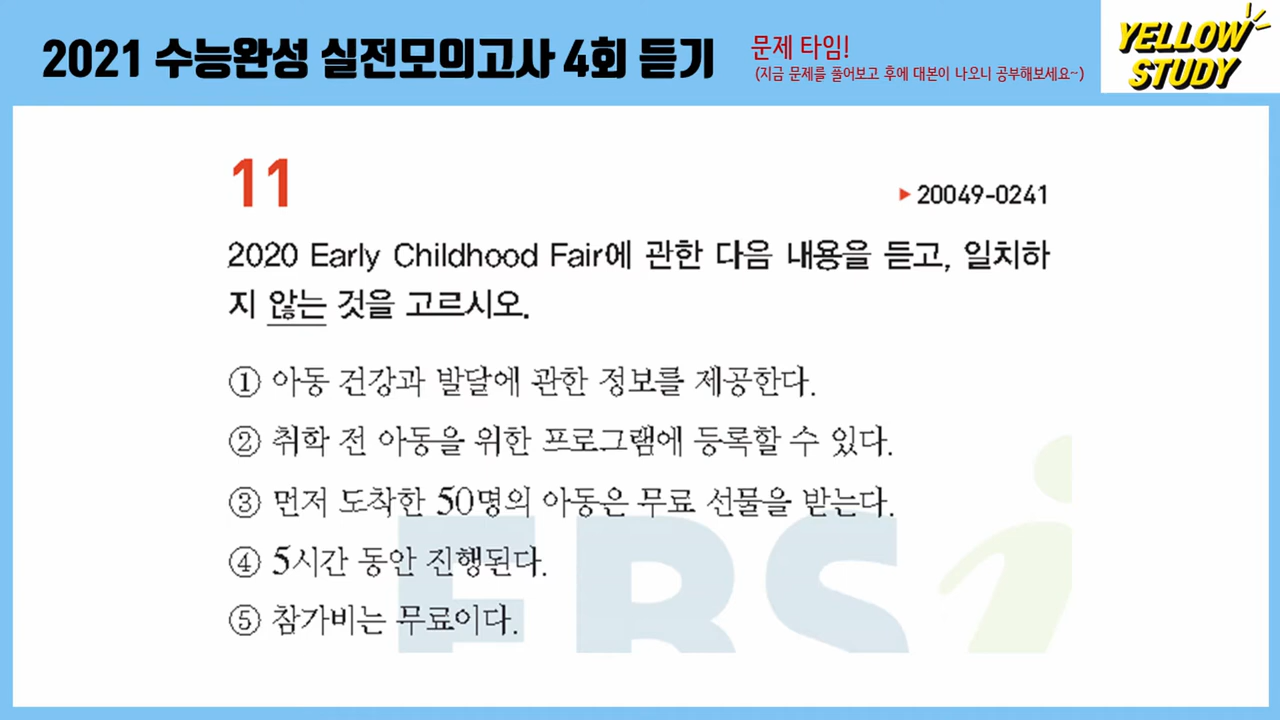 2021 수능완성 실전모의고사 4회 듣기
문제 타임!
(지금 문제를 풀어보고 후에 대본이 나오니 공부해보세요~)
YELLOW
STUDY
11
▶ 20049-0241
2020 Early Childhood Fair에 관한 다음 내용을 듣고, 일치하
지 않는 것을 고르시오.
① 아동 건강과 발달에 관한 정보를 제공한다.
② 취학 전 아동을 위한 프로그램에 등록할 수 있다.
③ 먼저 도착한 50명의 아동은 무료 선물을 받는다.
④ 5시간 동안 진행된다.
⑤ 참가비는 무료이다.
EBSi